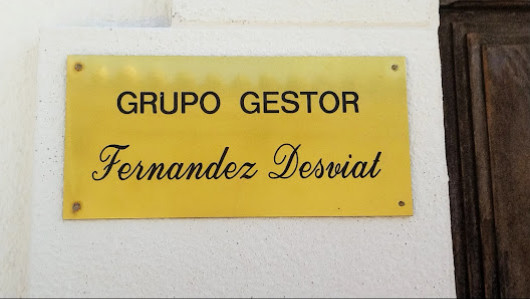 GRUPO GESTOR
Fernandez Desviat